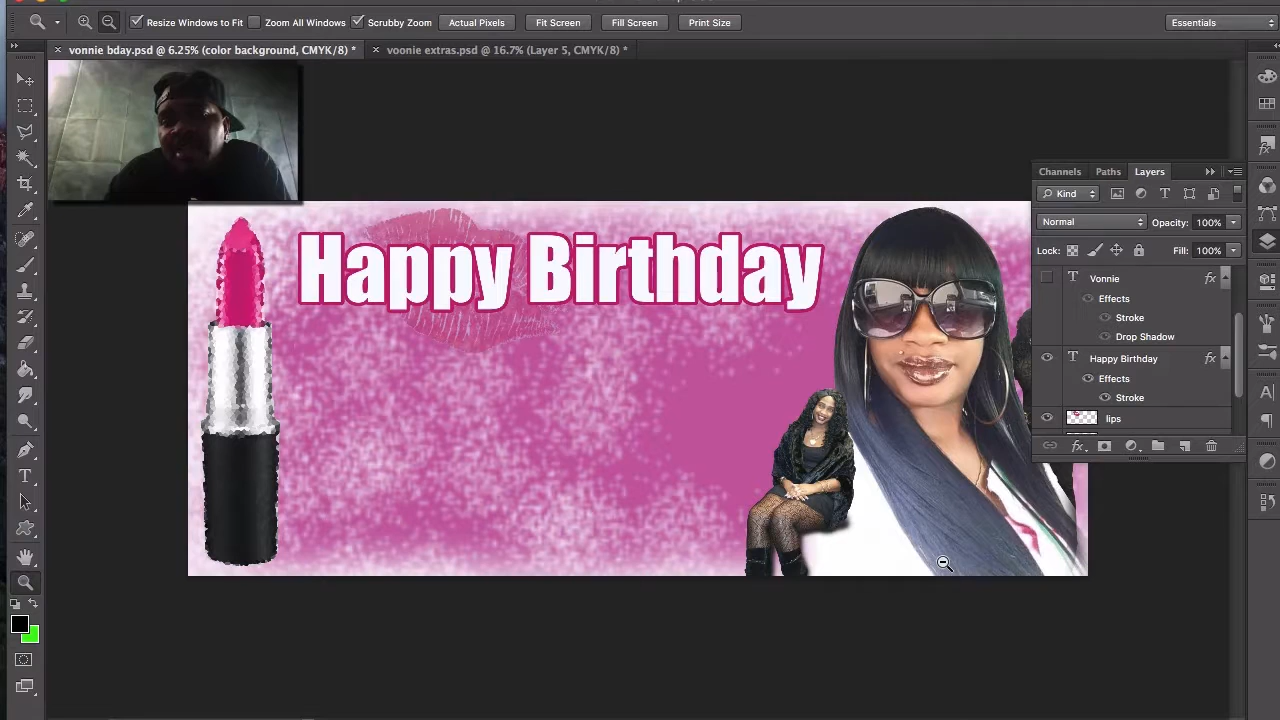 Resize Windows to Fit Zoom All Windows Scrubby Zoom Actual Pixels Fit Screen Fill Screen Print Size Essentials
vonnie bday.psd @ 6.25% (color background, CMYK/8) * voonie extras.psd @ 16.7% (Layer 5, CMYK/8) *
Channels Paths Layers
Kind
Normal Opacity: 100%
Lock: Fill: 100%
Vonnie fx
Effects
Stroke
Drop Shadow
Happy Birthday fx
Effects
Stroke
lips
Happy Birthday